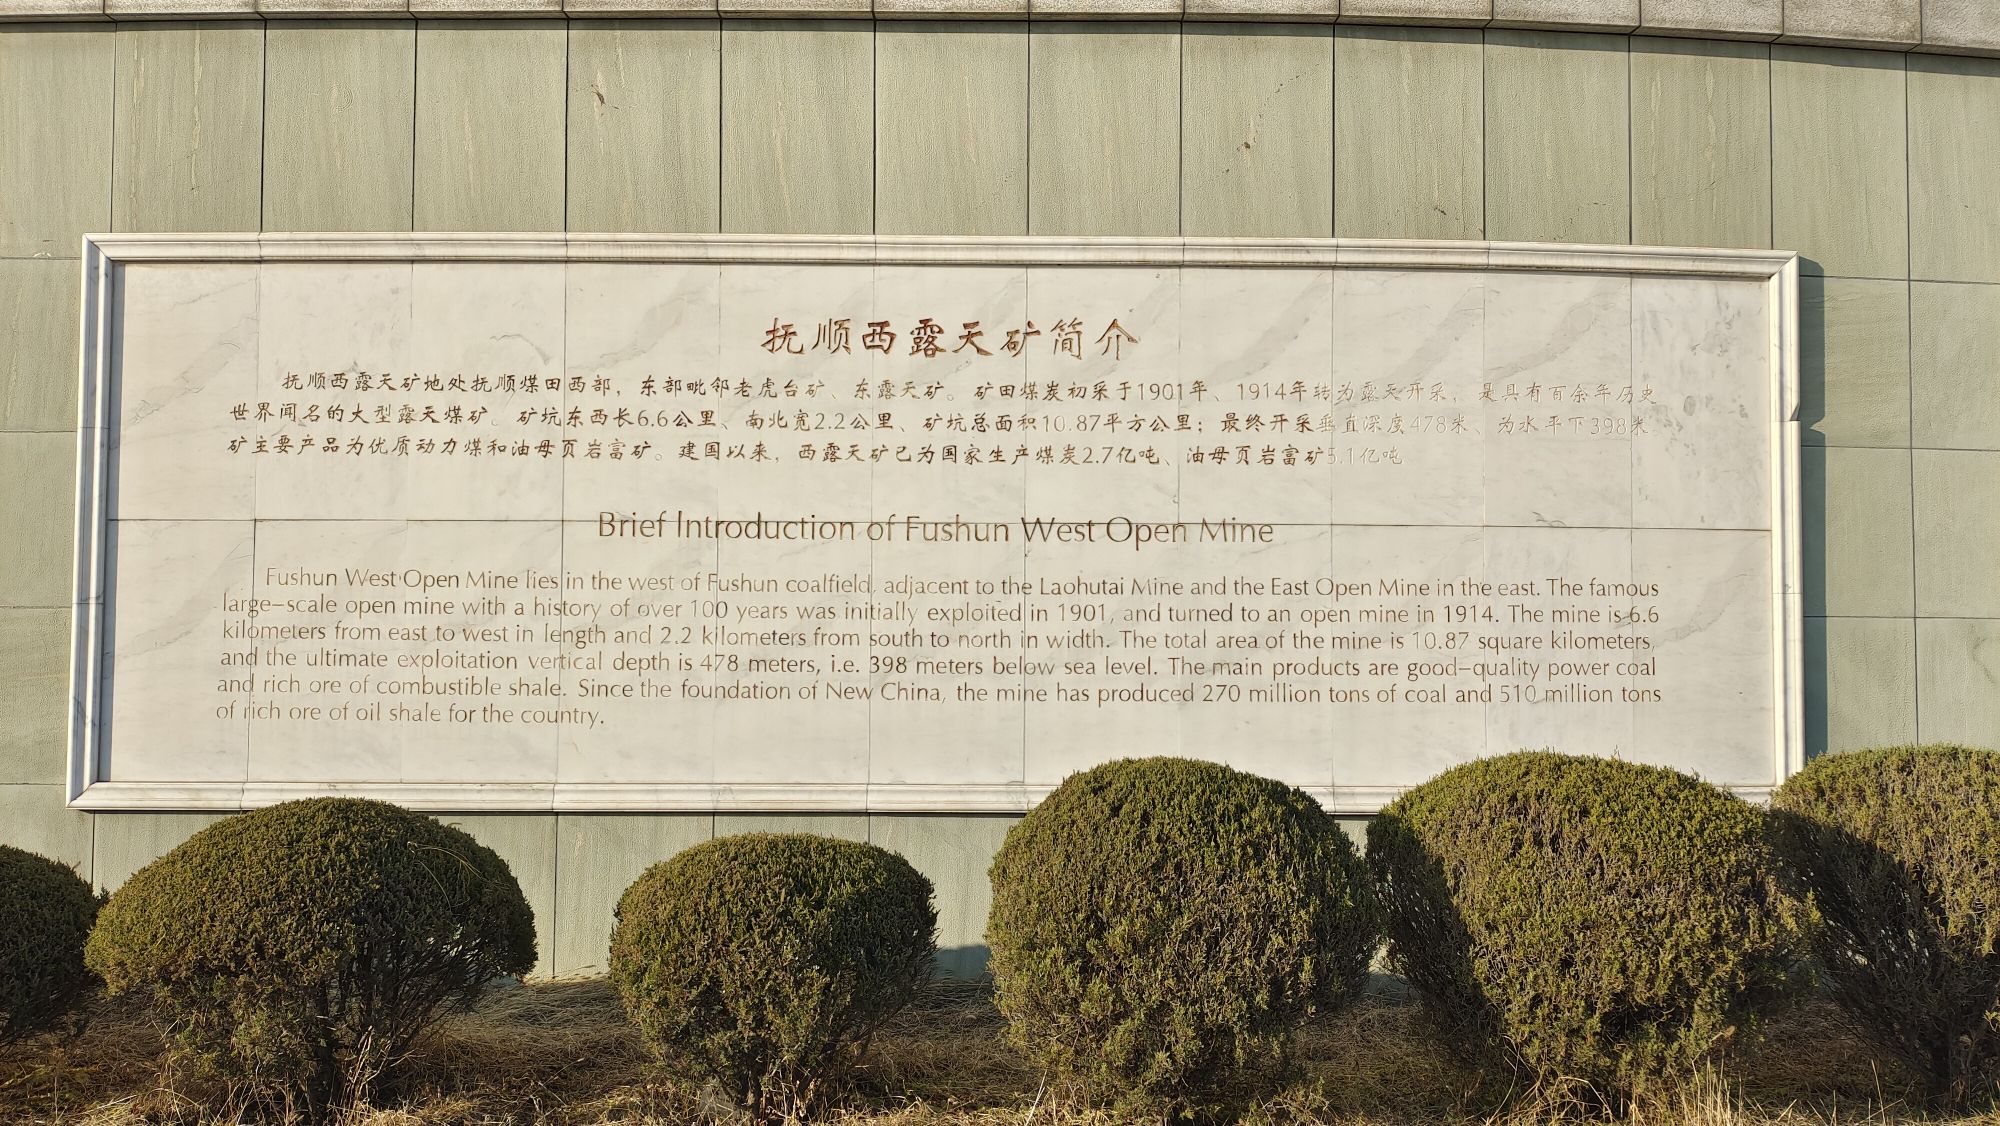 抚顺西露天矿简介
抚顺西露天矿地处抚顺煤田西部，东部毗邻老虎台矿、东露天矿。矿田煤炭初采于1901年、1914年转为露天开采，是具有百余年历史
世界闻名的大型露天煤矿。矿坑东西长6.6公里、南北宽2.2公里、矿坑总面积10.87平方公里；最终开采垂直深度478米、为水平下398米。
矿主要产品为优质动力煤和油母页岩富矿。建国以来，西露天矿已为国家生产煤炭2.7亿吨、油母页岩富矿5.1亿吨
Brief Introduction of Fushun West Open Mine
Fushun West Open Mine lies in the west of Fushun coalfield, adjacent to the Laohutai Mine and the East Open Mine in the east. The famous
large-scale open mine with a history of over 100 years was initially exploited in 1901, and turned to an open mine in 1914. The mine is 6.6
kilometers from east to west in length and 2.2 kilometers from south to north in width. The total area of the mine is 10.87 square kilometers,
and the ultimate exploitation vertical depth is 478 meters, i.e. 398 meters below sea level. The main products are good-quality power coal
and rich ore of combustible shale. Since the foundation of New China, the mine has produced 270 million tons of coal and 510 million tons
of rich ore of oil shale for the country.